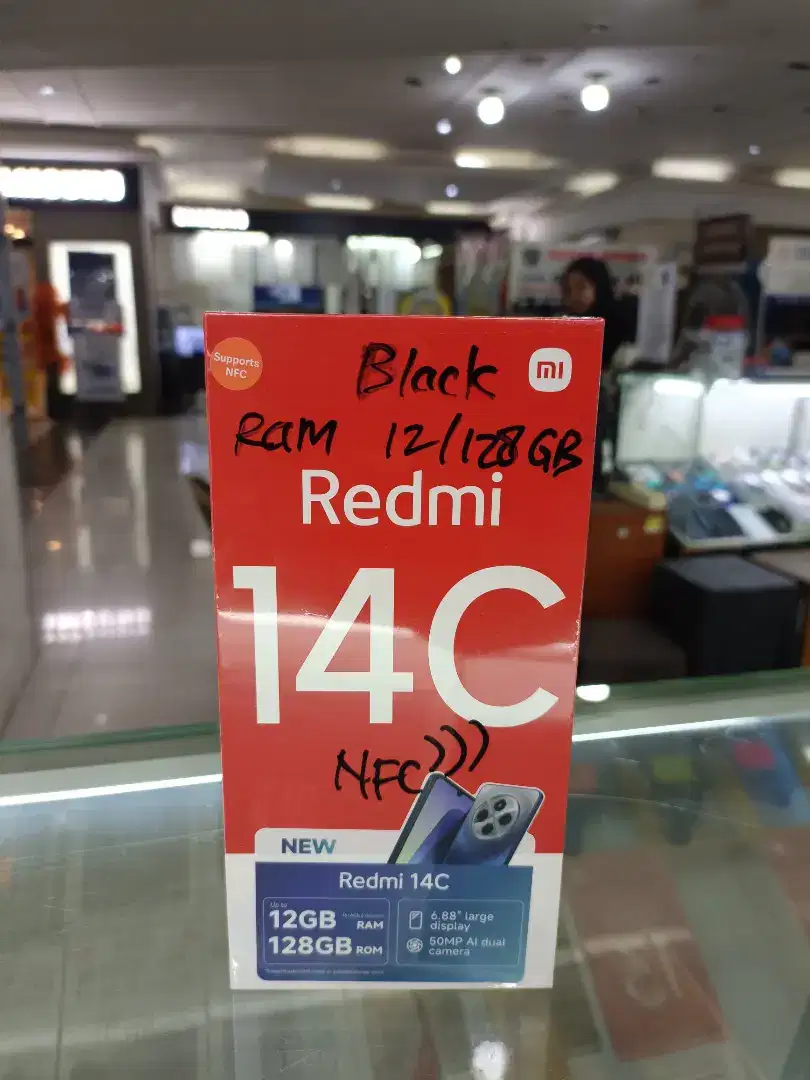 Supports
NFC
Black
mi
RAM 12/128GB
Redmi
14C
NFC
NEW
Redmi 14C
Up to
12GB RAM
128GB ROM
6.88" large
display
50MP AI dual
camera